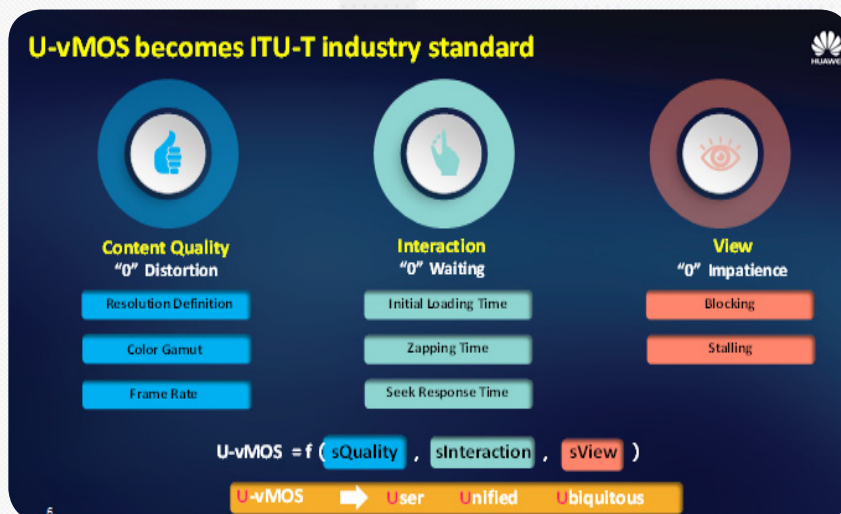 U-vMOS becomes ITU-T industry standard
HUAWEI
Content Quality
"0" Distortion
Resolution Definition
Color Gamut
Frame Rate
Interaction
"0" Waiting
Initial Loading Time
Zapping Time
Seek Response Time
View
"0" Impatience
Blocking
Stalling
U-vMOS = f ( sQuality , sInteraction , sView )
U-vMOS User Unified Ubiquitous